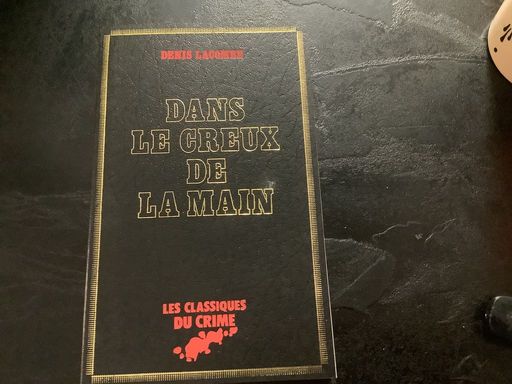 DENIS LACOMBE
DANS
LE CREUX
DE
LA MAIN
LES CLASSIQUES
DU CRIME